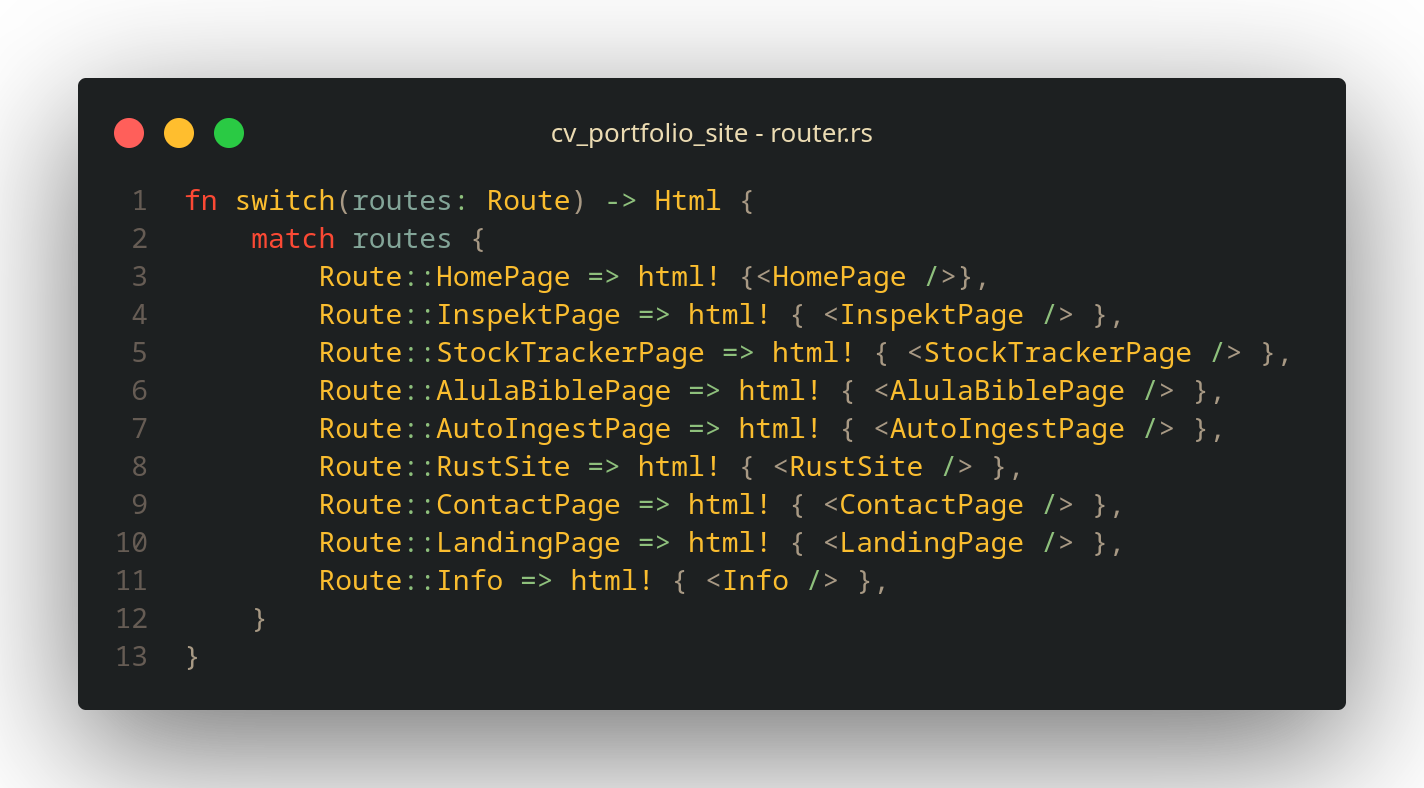 cv_portfolio_site - router.rs
1 fn switch(routes: Route) -> Html {
2     match routes {
3         Route::HomePage => html! {<HomePage />},
4         Route::InspektPage => html! { <InspektPage /> },
5         Route::StockTrackerPage => html! { <StockTrackerPage /> },
6         Route::AlulaBiblePage => html! { <AlulaBiblePage /> },
7         Route::AutoIngestPage => html! { <AutoIngestPage /> },
8         Route::RustSite => html! { <RustSite /> },
9         Route::ContactPage => html! { <ContactPage /> },
10         Route::LandingPage => html! { <LandingPage /> },
11         Route::Info => html! { <Info /> },
12     }
13 }